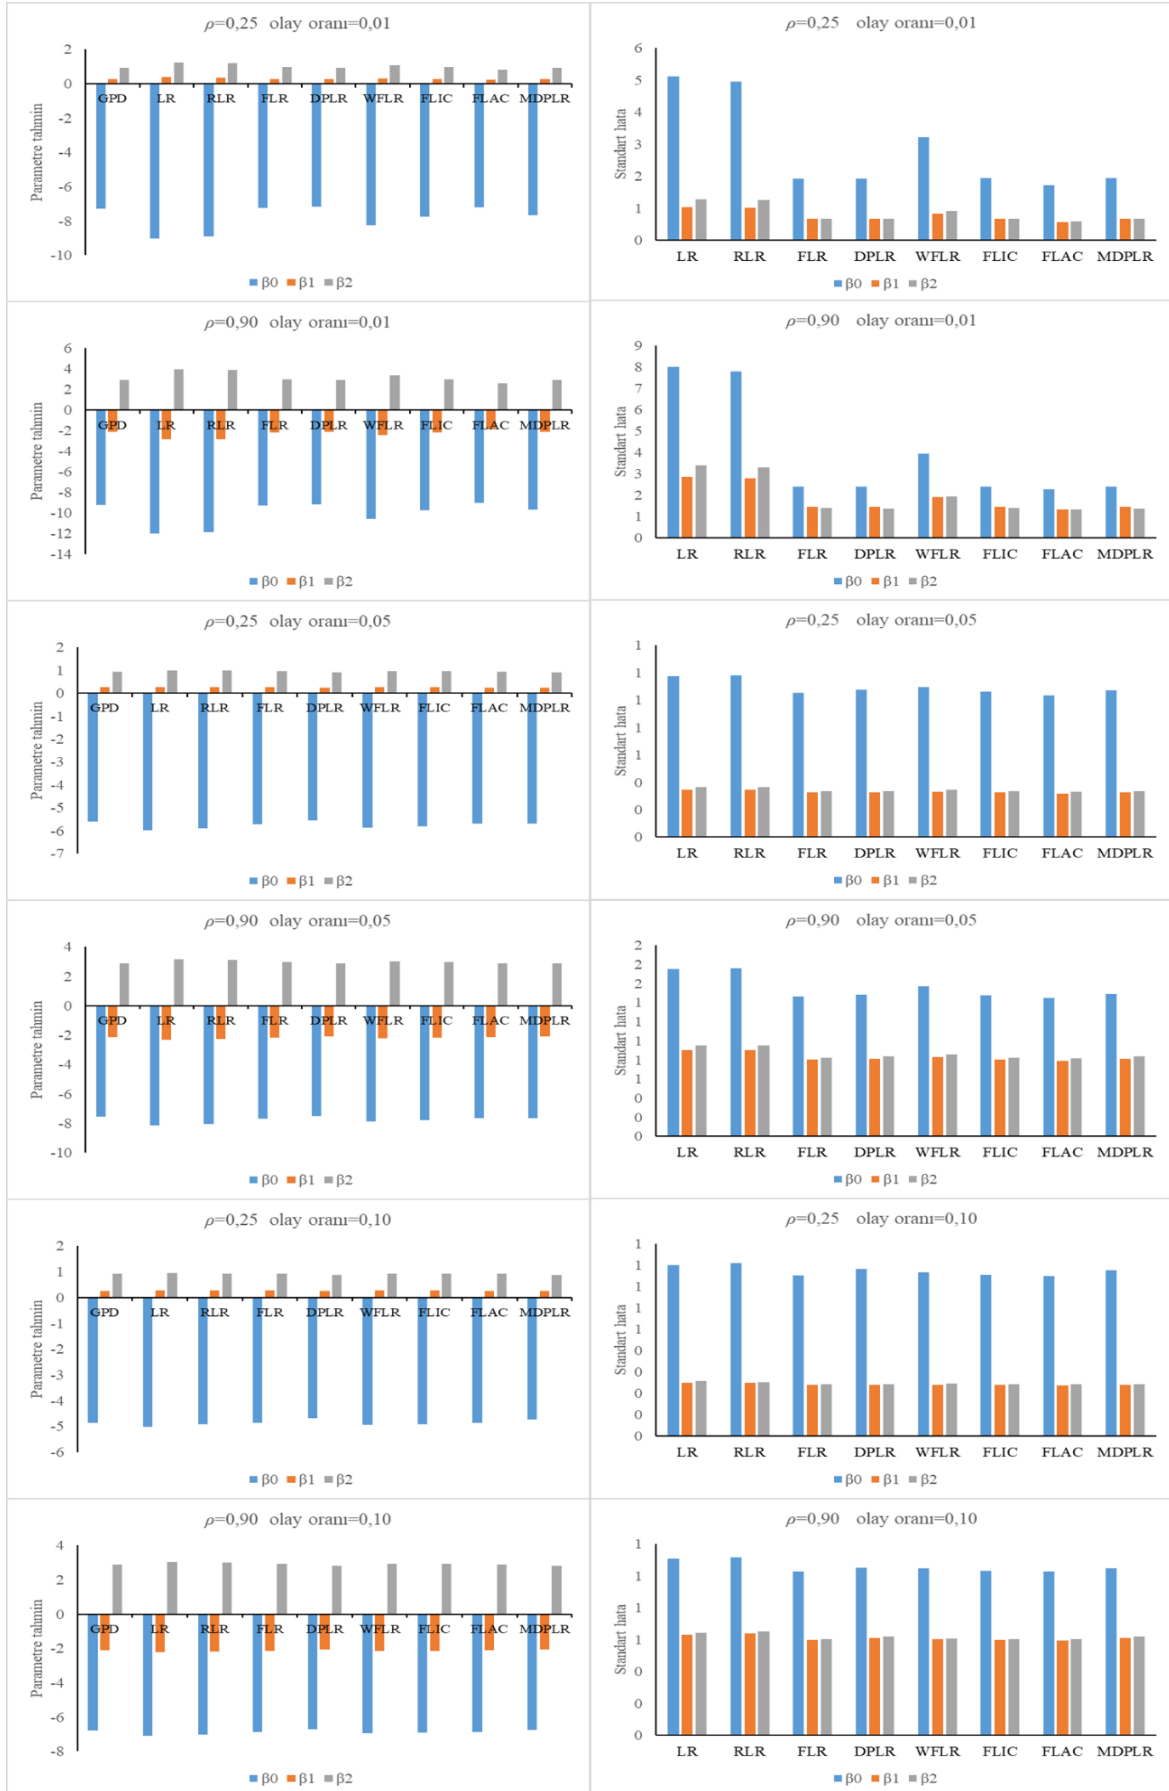 ρ=0,25 olay oranı=0,01
Parametre tahmin
2
0
-2
-4
-6
-8
-10
GPD LR RLR FLR DPLR WFLR FLIC FLAC MDPLR
β0 β1 β2
ρ=0,25 olay oranı=0,01
Standart hata
6
5
4
3
2
1
0
LR RLR FLR DPLR WFLR FLIC FLAC MDPLR
β0 β1 β2
ρ=0,90 olay oranı=0,01
Parametre tahmin
6
4
2
0
-2
-4
-6
-8
-10
-12
-14
GPD LR RLR FLR DPLR WFLR FLIC FLAC MDPLR
β0 β1 β2
ρ=0,90 olay oranı=0,01
Standart hata
9
8
7
6
5
4
3
2
1
0
LR RLR FLR DPLR WFLR FLIC FLAC MDPLR
β0 β1 β2
ρ=0,25 olay oranı=0,05
Parametre tahmin
2
1
0
-1
-2
-3
-4
-5
-6
-7
GPD LR RLR FLR DPLR WFLR FLIC FLAC MDPLR
β0 β1 β2
ρ=0,25 olay oranı=0,05
Standart hata
1
1
1
1
1
0
0
0
LR RLR FLR DPLR WFLR FLIC FLAC MDPLR
β0 β1 β2
ρ=0,90 olay oranı=0,05
Parametre tahmin
4
2
0
-2
-4
-6
-8
-10
GPD LR RLR FLR DPLR WFLR FLIC FLAC MDPLR
β0 β1 β2
ρ=0,90 olay oranı=0,05
Standart hata
2
2
2
1
1
1
1
1
0
0
0
LR RLR FLR DPLR WFLR FLIC FLAC MDPLR
β0 β1 β2
ρ=0,25 olay oranı=0,10
Parametre tahmin
2
1
0
-1
-2
-3
-4
-5
-6
GPD LR RLR FLR DPLR WFLR FLIC FLAC MDPLR
β0 β1 β2
ρ=0,25 olay oranı=0,10
Standart hata
1
1
1
1
1
0
0
0
0
0
LR RLR FLR DPLR WFLR FLIC FLAC MDPLR
β0 β1 β2
ρ=0,90 olay oranı=0,10
Parametre tahmin
4
2
0
-2
-4
-6
-8
GPD LR RLR FLR DPLR WFLR FLIC FLAC MDPLR
β0 β1 β2
ρ=0,90 olay oranı=0,10
Standart hata
1
1
1
1
0
0
0
LR RLR FLR DPLR WFLR FLIC FLAC MDPLR
β0 β1 β2